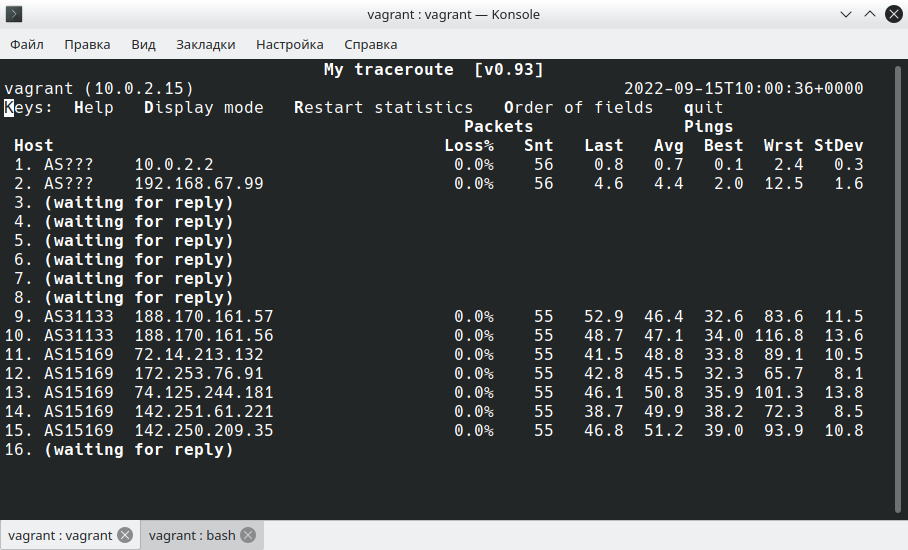 vagrant : vagrant — Konsole
Файл Правка Вид Закладки Настройка Справка
My traceroute [v0.93]
vagrant (10.0.2.15) 2022-09-15T10:00:36+0000
Keys: Help Display mode Restart statistics Order of fields quit
Packets Pings
Host Loss% Snt Last Avg Best Wrst StDev
1. AS??? 10.0.2.2 0.0% 56 0.8 0.7 0.1 2.4 0.3
2. AS??? 192.168.67.99 0.0% 56 4.6 4.4 2.0 12.5 1.6
3. (waiting for reply)
4. (waiting for reply)
5. (waiting for reply)
6. (waiting for reply)
7. (waiting for reply)
8. (waiting for reply)
9. AS31133 188.170.161.57 0.0% 55 52.9 46.4 32.6 83.6 11.5
10. AS31133 188.170.161.56 0.0% 55 48.7 47.1 34.0 116.8 13.6
11. AS15169 72.14.213.132 0.0% 55 41.5 48.8 33.8 89.1 10.5
12. AS15169 172.253.76.91 0.0% 55 42.8 45.5 32.3 65.7 8.1
13. AS15169 74.125.244.181 0.0% 55 46.1 50.8 35.9 101.3 13.8
14. AS15169 142.251.61.221 0.0% 55 38.7 49.9 38.2 72.3 8.5
15. AS15169 142.250.209.35 0.0% 55 46.8 51.2 39.0 93.9 10.8
16. (waiting for reply)
vagrant : vagrant vagrant : bash